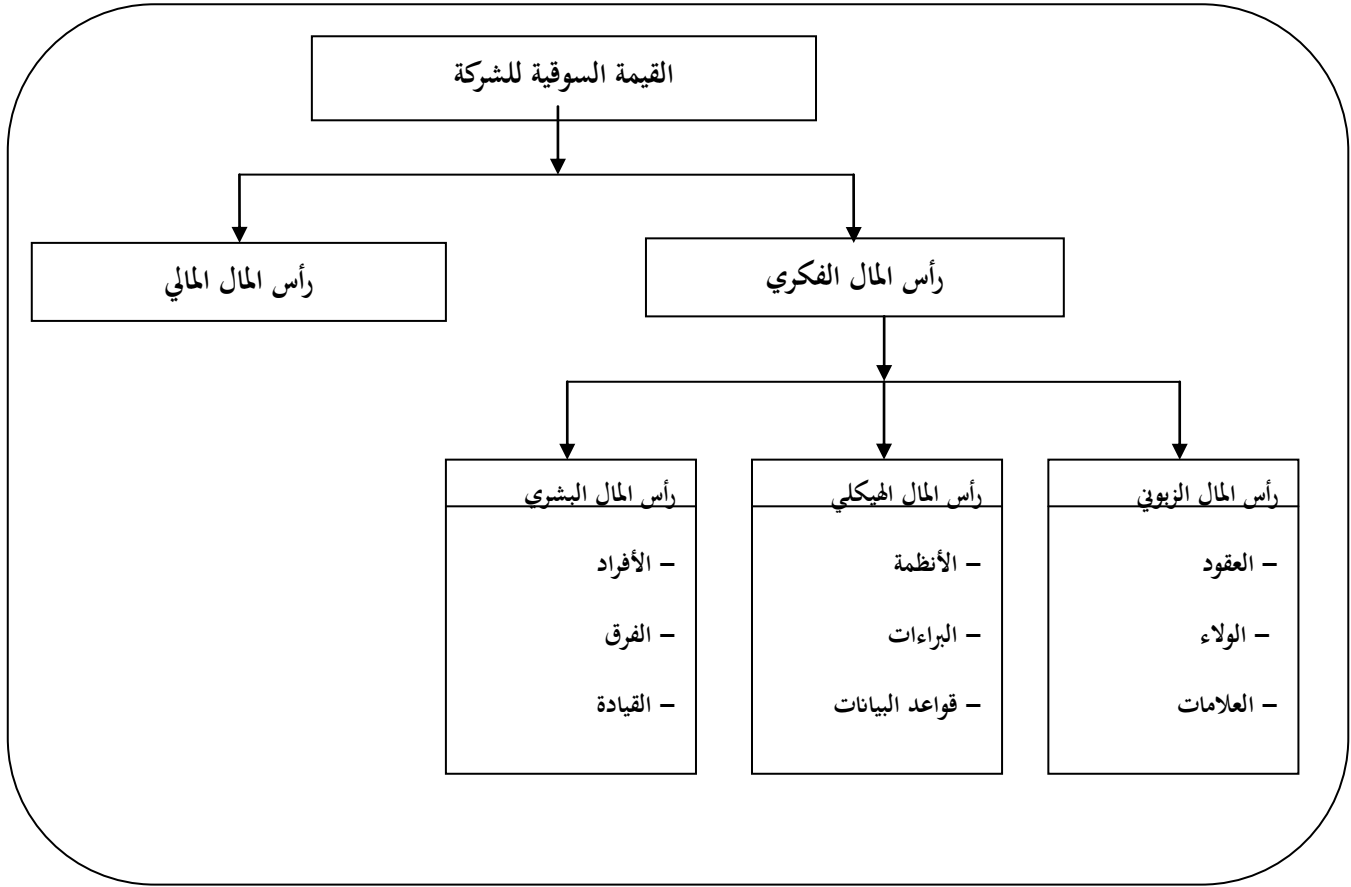 القيمة السوقية للشركة
رأس المال الفكري
رأس المال المالي
رأس المال الزبوني
– العقود
– الولاء
– العلامات
رأس المال الهيكلي
– الأنظمة
– البراءات
– قواعد البيانات
رأس المال البشري
– الأفراد
– الفرق
– القيادة